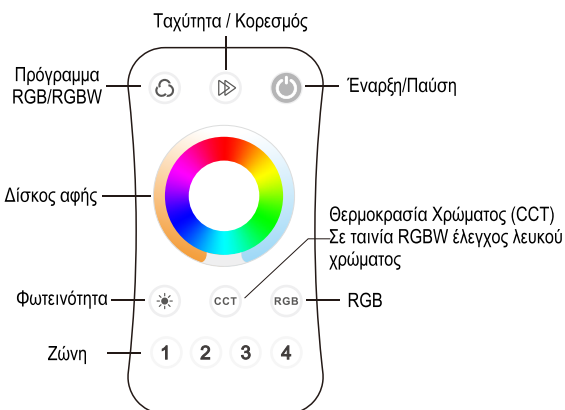 Ταχύτητα / Κορεσμός
Πρόγραμμα
RGB/RGBW
Έναρξη/Παύση
Δίσκος αφής
Θερμοκρασία Χρώματος (CCT)
Σε ταινία RGBW έλεγχος λευκού
χρώματος
Φωτεινότητα
CCT
RGB
RGB
Ζώνη
1 2 3 4